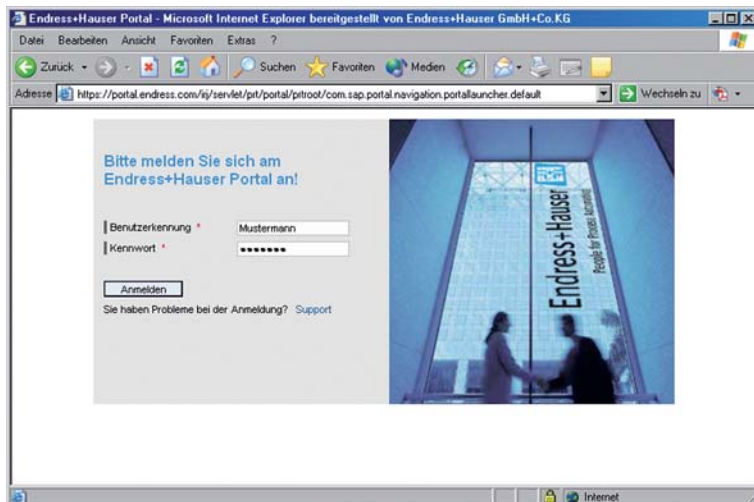 Endress+Hauser Portal - Microsoft Internet Explorer bereitgestellt von Endress+Hauser GmbH+Co.KG
Datei Bearbeiten Ansicht Favoriten Extras ?
Zurück Suchen Favoriten Medien
Adresse https://portal.endress.com/irj/servlet/prt/portal/prtroot/com.sap.portal.navigation.portallauncher.default Wechseln zu
Bitte melden Sie sich am
Endress+Hauser Portal an!
Benutzerkennung * Mustermann
Kennwort * •••••••
Anmelden
Sie haben Probleme bei der Anmeldung? Support
Endress+Hauser
People for Process Automation
Internet